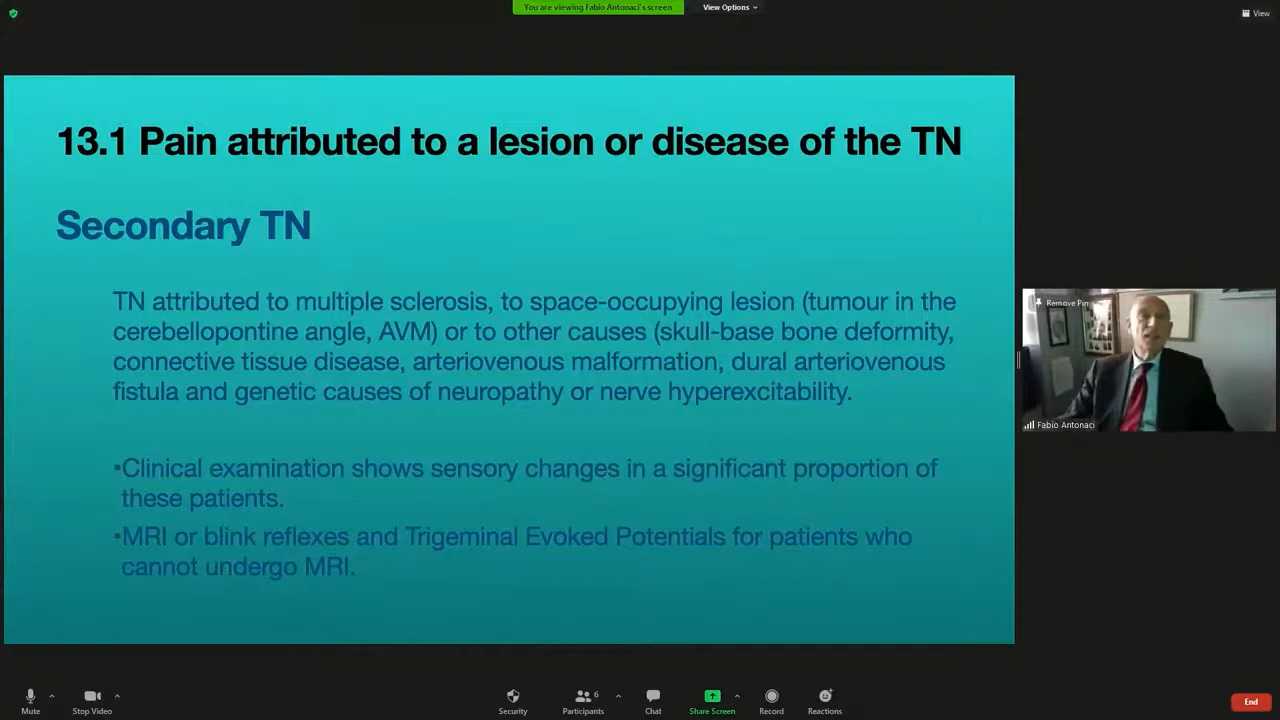 You are viewing Fabio Antonaci's screen
View Options
View
13.1 Pain attributed to a lesion or disease of the TN
Secondary TN
TN attributed to multiple sclerosis, to space-occupying lesion (tumour in the
cerebellopontine angle, AVM) or to other causes (skull-base bone deformity,
connective tissue disease, arteriovenous malformation, dural arteriovenous
fistula and genetic causes of neuropathy or nerve hyperexcitability.
•Clinical examination shows sensory changes in a significant proportion of
these patients.
•MRI or blink reflexes and Trigeminal Evoked Potentials for patients who
cannot undergo MRI.
Remove Pin
Fabio Antonaci
Mute
Stop Video
Security
Participants
6
Chat
Share Screen
Record
Reactions
End